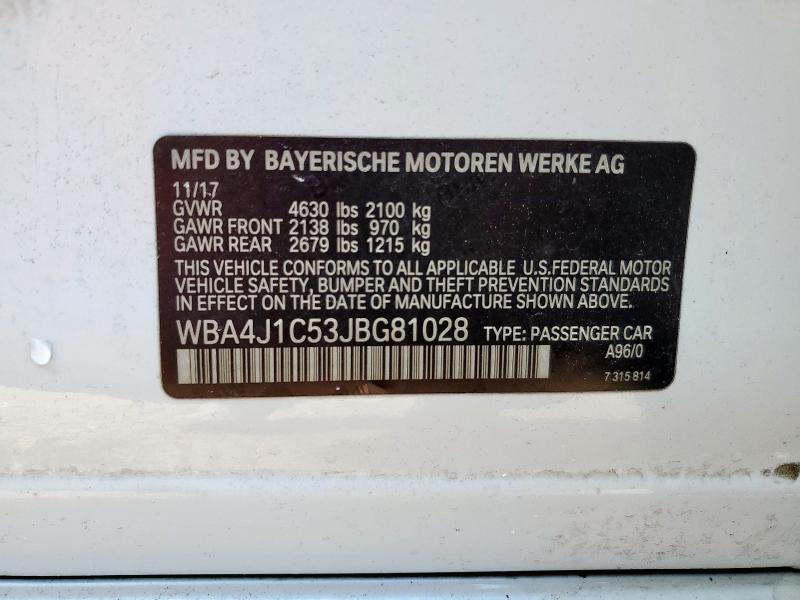 MFD BY BAYERISCHE MOTOREN WERKE AG
11/17
GVWR 4630 lbs 2100 kg
GAWR FRONT 2138 lbs 970 kg
GAWR REAR 2679 lbs 1215 kg
THIS VEHICLE CONFORMS TO ALL APPLICABLE U.S.FEDERAL MOTOR
VEHICLE SAFETY, BUMPER AND THEFT PREVENTION STANDARDS
IN EFFECT ON THE DATE OF MANUFACTURE SHOWN ABOVE.
WBA4J1C53JBG81028 TYPE: PASSENGER CAR
A96/0
7 315 814